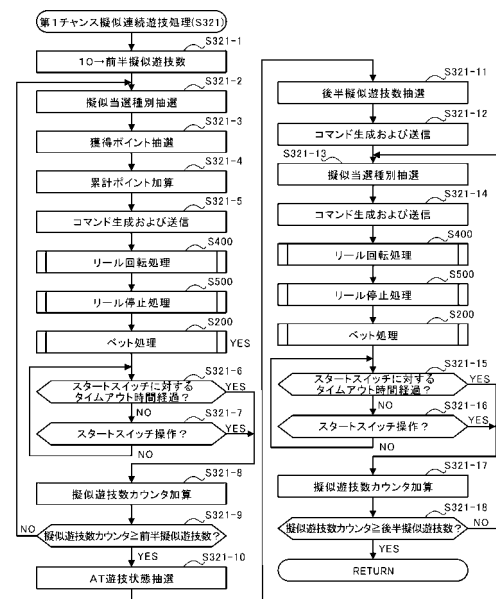 第1チャンス擬似連続遊技処理(S321)
S321-1
10→前半擬似遊技数
S321-2
擬似当選種別抽選
S321-3
獲得ポイント抽選
S321-4
累計ポイント加算
S321-5
コマンド生成および送信
S400
リール回転処理
S500
リール停止処理
S200
ベット処理
YES
S321-6
スタートスイッチに対する
タイムアウト時間経過?
YES
NO
S321-7
スタートスイッチ操作?
YES
NO
S321-8
擬似遊技数カウンタ加算
S321-9
NO
擬似遊技数カウンタ≧前半擬似遊技数?
YES
S321-10
AT遊技状態抽選
S321-11
後半擬似遊技数抽選
S321-12
コマンド生成および送信
S321-13
擬似当選種別抽選
S321-14
コマンド生成および送信
S400
リール回転処理
S500
リール停止処理
S200
ベット処理
S321-15
スタートスイッチに対する
タイムアウト時間経過?
YES
NO
S321-16
スタートスイッチ操作?
YES
NO
S321-17
擬似遊技数カウンタ加算
S321-18
擬似遊技数カウンタ≧後半擬似遊技数?
NO
YES
RETURN